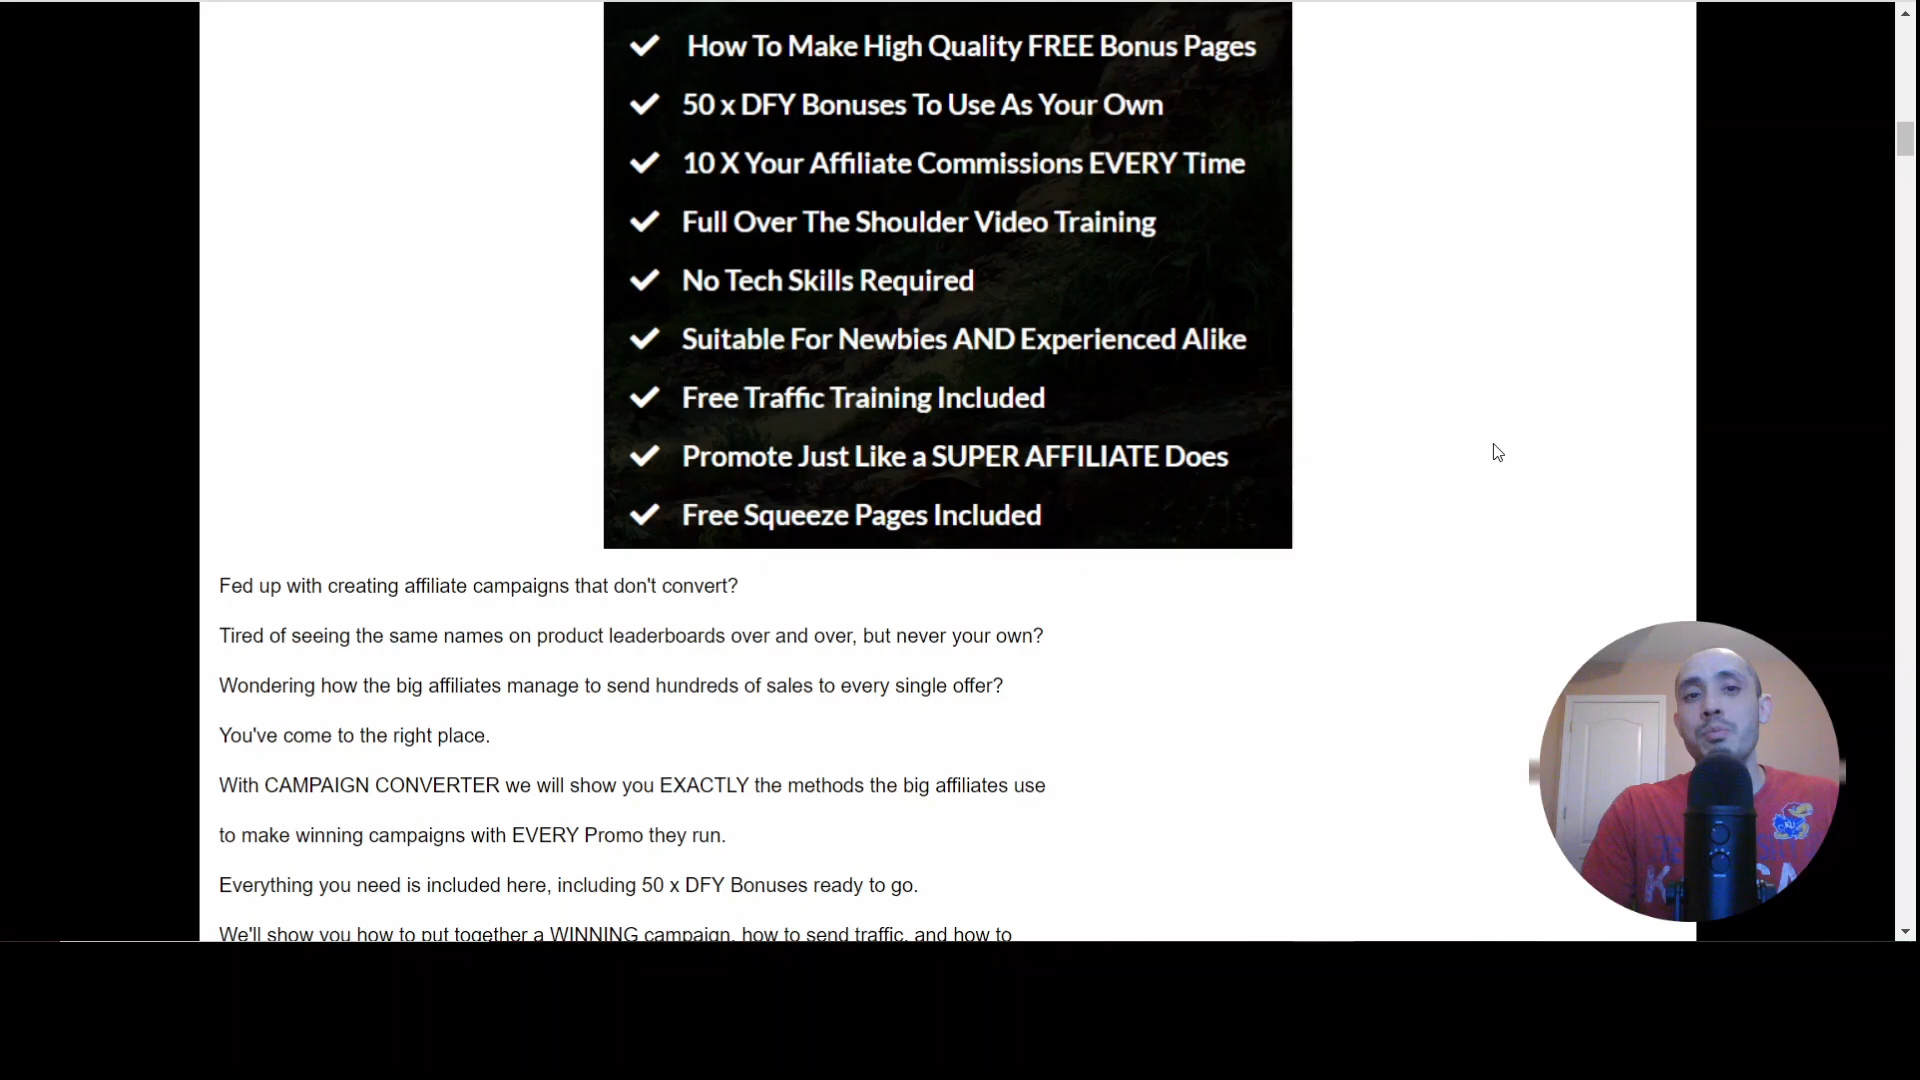 How To Make High Quality FREE Bonus Pages
50 x DFY Bonuses To Use As Your Own
10 X Your Affiliate Commissions EVERY Time
Full Over The Shoulder Video Training
No Tech Skills Required
Suitable For Newbies AND Experienced Alike
Free Traffic Training Included
Promote Just Like a SUPER AFFILIATE Does
Free Squeeze Pages Included
Fed up with creating affiliate campaigns that don't convert?
Tired of seeing the same names on product leaderboards over and over, but never your own?
Wondering how the big affiliates manage to send hundreds of sales to every single offer?
You've come to the right place.
With CAMPAIGN CONVERTER we will show you EXACTLY the methods the big affiliates use
to make winning campaigns with EVERY Promo they run.
Everything you need is included here, including 50 x DFY Bonuses ready to go.
We'll show you how to put together a WINNING campaign, how to send traffic, and how to